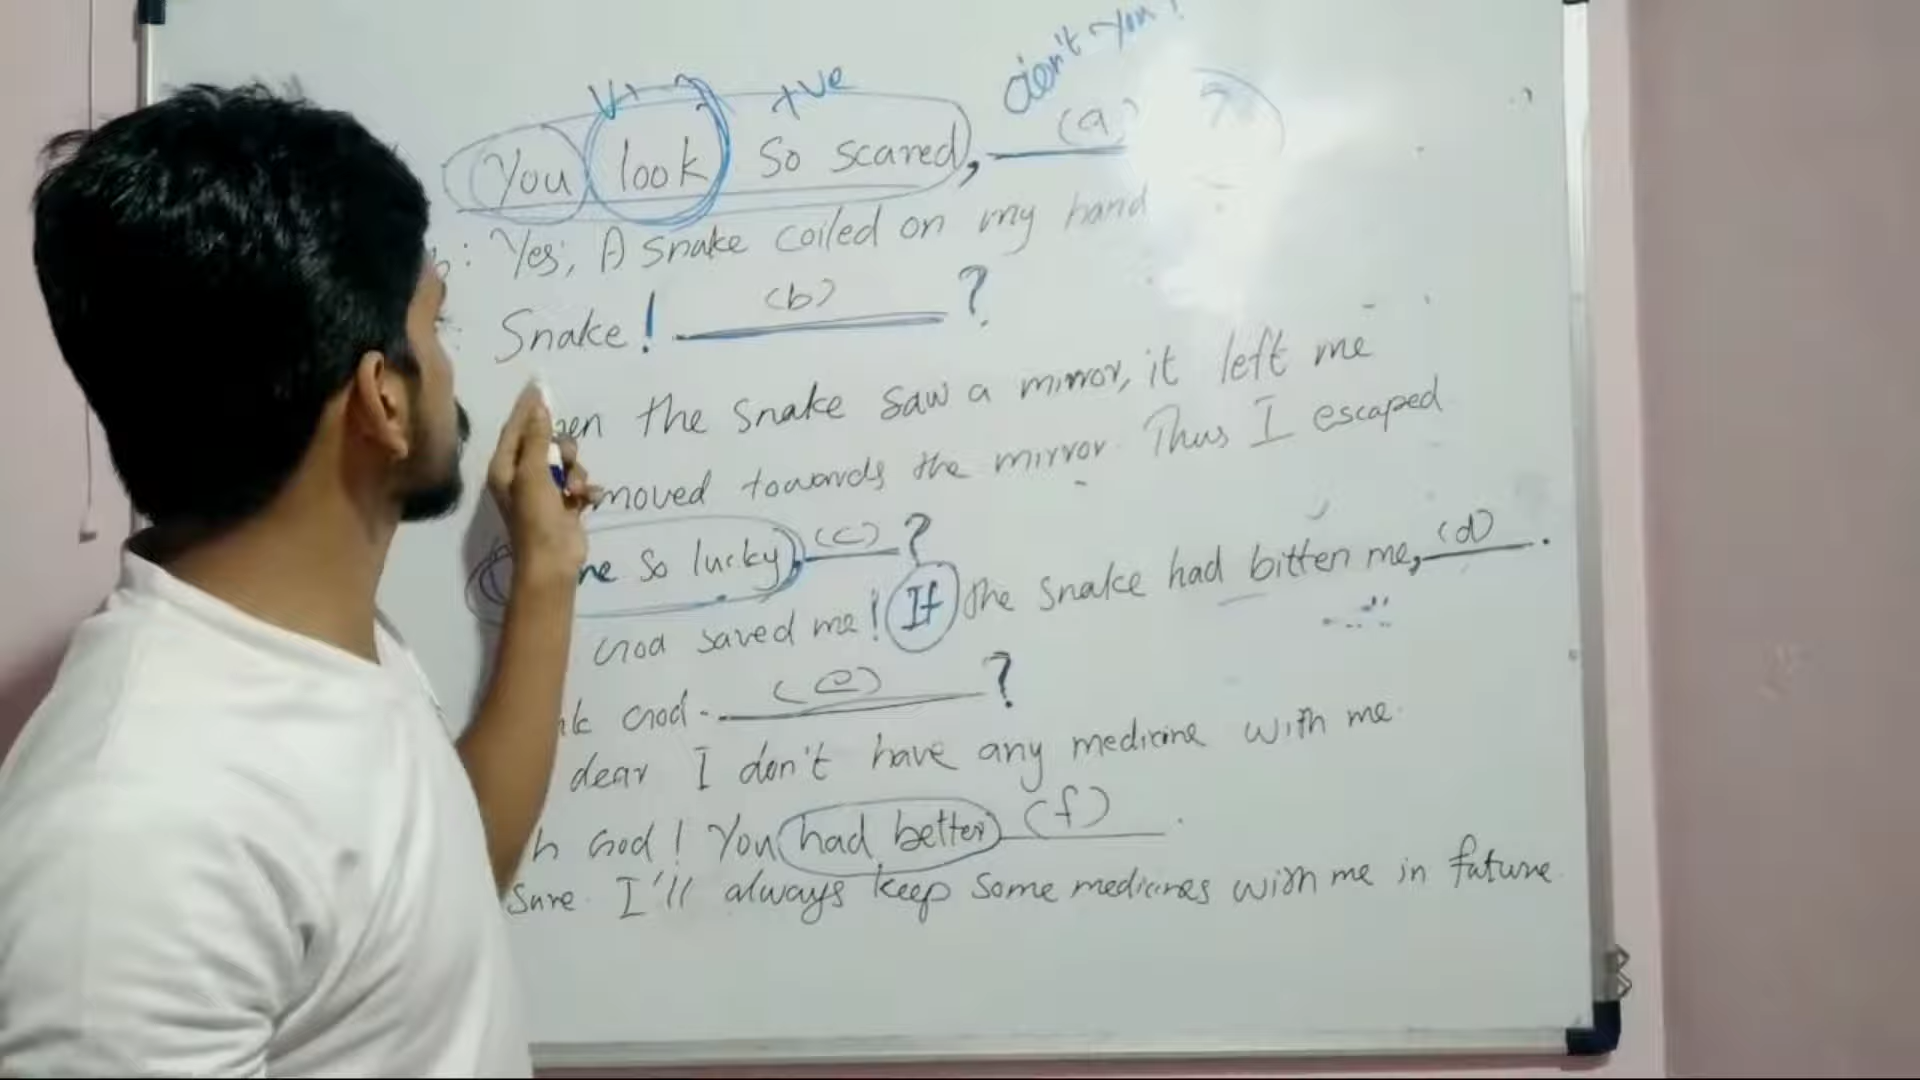 don't you?
V1 +ve
You look so scared, (a)
b: Yes, A snake coiled on my hand
Snake! (b) ?
en the snake saw a mirror, it left me
moved towards the mirror. Thus I escaped
so lucky, (c) ?
God saved me! If the snake had bitten me, (d) .
God. (e) ?
dear I don't have any medicine with me.
h God! You had better (f) .
Sure. I'll always keep some medicines with me in future.